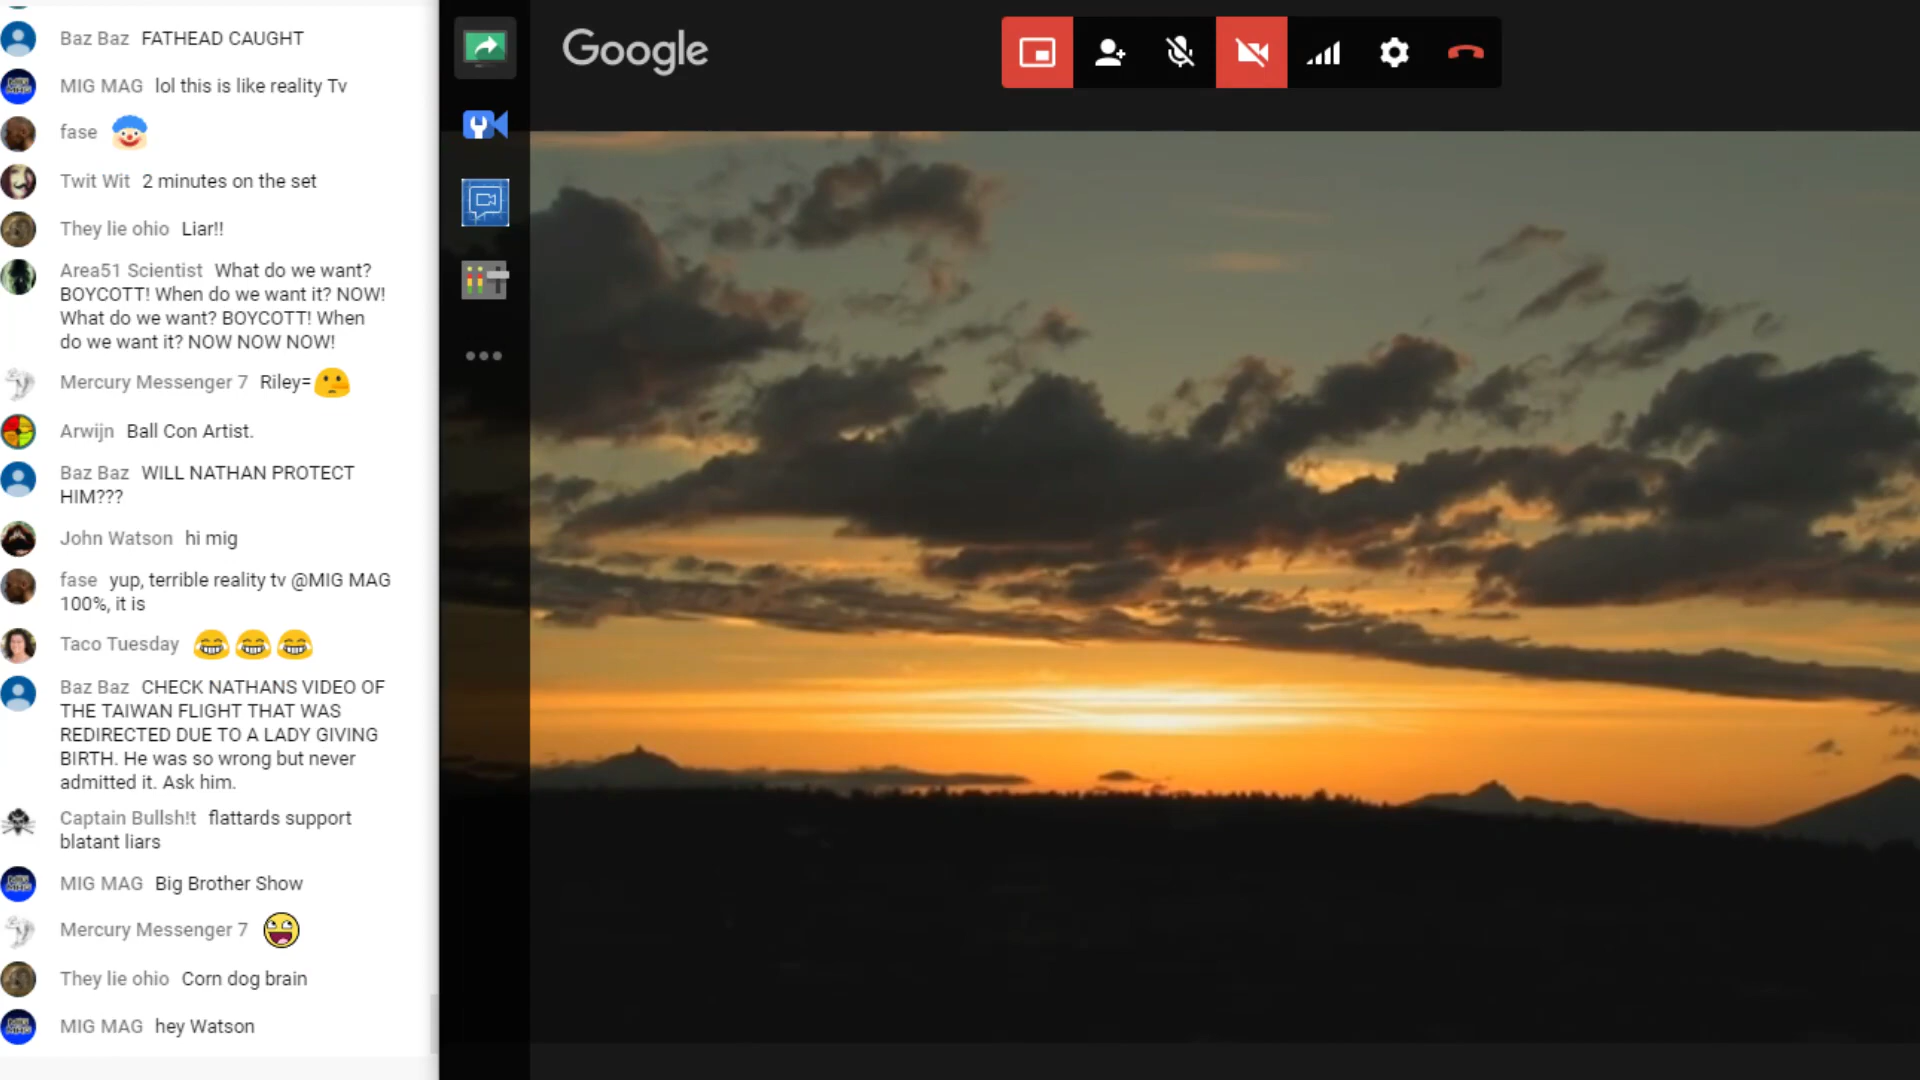 Baz Baz FATHEAD CAUGHT
MIG MAG lol this is like reality Tv
fase
Twit Wit 2 minutes on the set
They lie ohio Liar!!
Area51 Scientist What do we want?
BOYCOTT! When do we want it? NOW!
What do we want? BOYCOTT! When
do we want it? NOW NOW NOW!
Mercury Messenger 7 Riley=
Arwijn Ball Con Artist.
Baz Baz WILL NATHAN PROTECT
HIM???
John Watson hi mig
fase yup, terrible reality tv @MIG MAG
100%, it is
Taco Tuesday
Baz Baz CHECK NATHANS VIDEO OF
THE TAIWAN FLIGHT THAT WAS
REDIRECTED DUE TO A LADY GIVING
BIRTH. He was so wrong but never
admitted it. Ask him.
Captain Bullsh!t flattards support
blatant liars
MIG MAG Big Brother Show
Mercury Messenger 7
They lie ohio Corn dog brain
MIG MAG hey Watson
Google